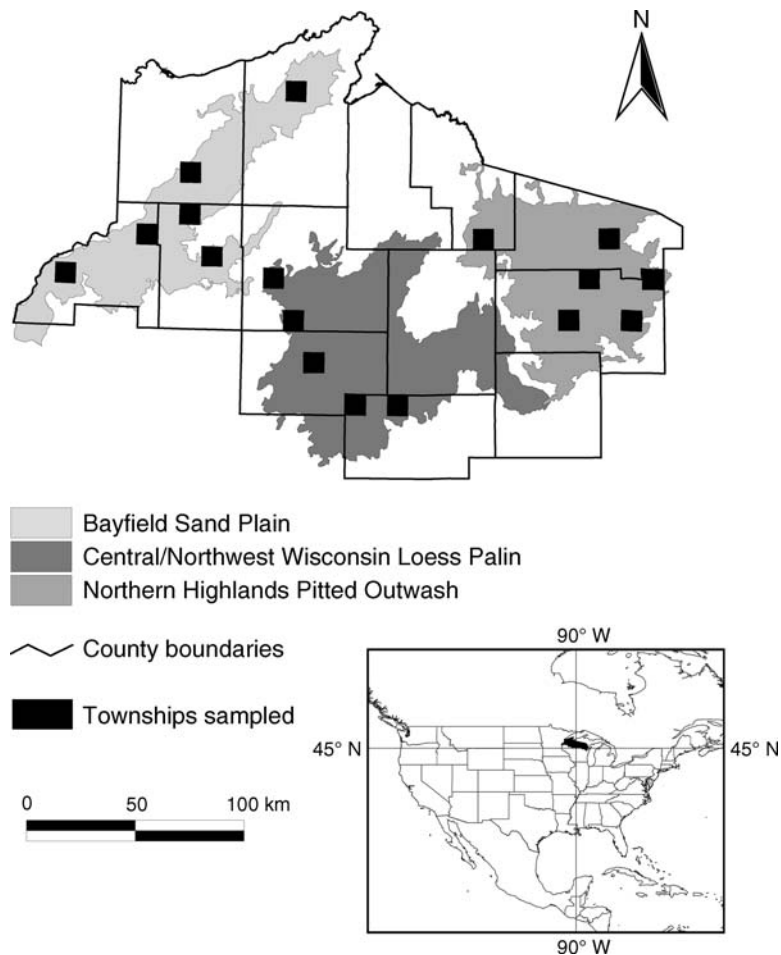 N
Bayfield Sand Plain
Central/Northwest Wisconsin Loess Palin
Northern Highlands Pitted Outwash
County boundaries
Townships sampled
0 50 100 km
90° W
45° N 45° N
90° W